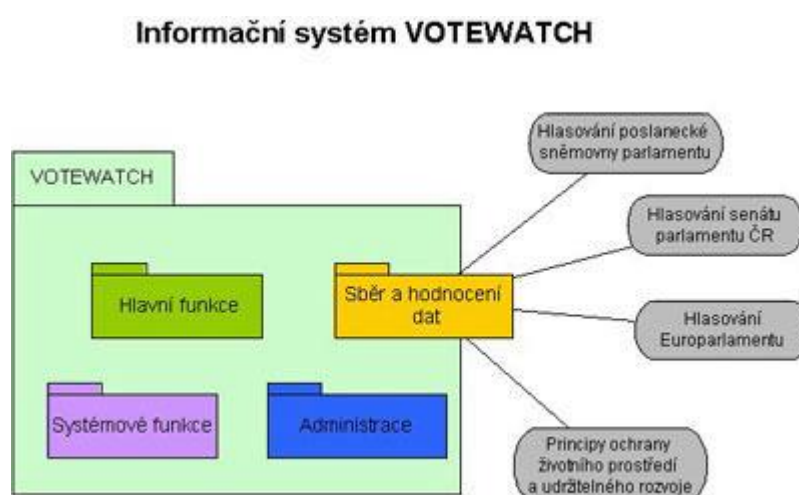 Informační systém VOTEWATCH
VOTEWATCH
Hlavní funkce
Sběr a hodnocení
dat
Systémové funkce
Administrace
Hlasování poslanecké
sněmovny parlamentu
Hlasování senátu
parlamentu ČR
Hlasování
Europarlamentu
Principy ochrany
životního prostředí
a udržitelného rozvoje